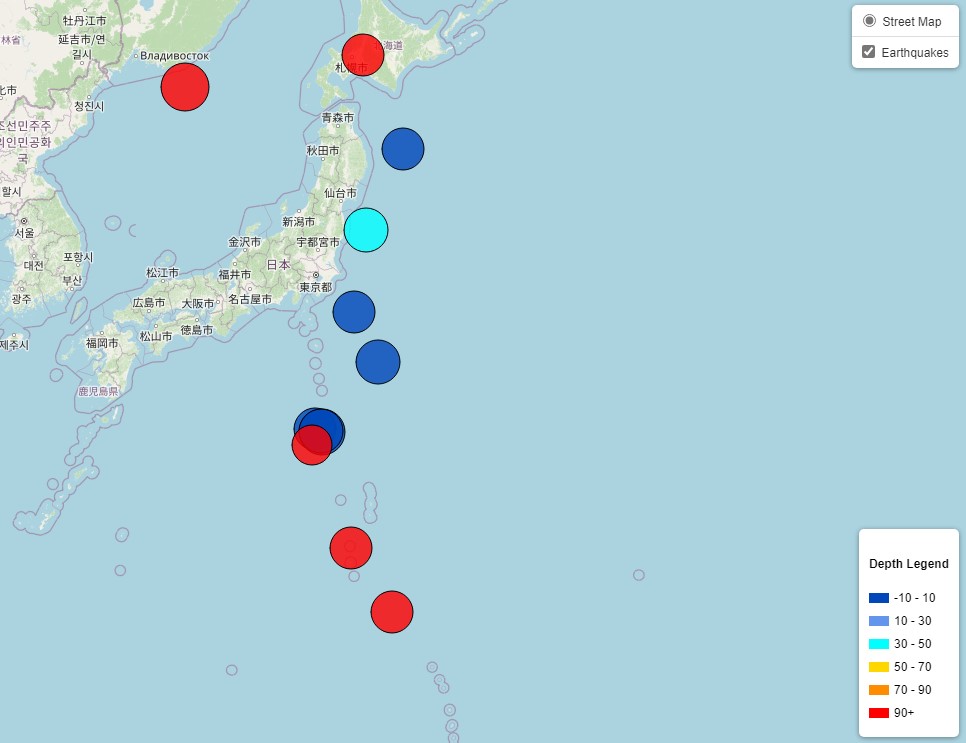 牡丹江市
延吉市/연
길시
林省
Владивосток
北市
청진시
조선민주주
의인민공화
국
할시
서울
대전
포항시
부산
광주
제주시
海道
札幌市
青森市
秋田市
仙台市
新潟市
金沢市
宇都宮市
日本
福井市
東京都
松江市
名古屋市
広島市
大阪市
徳島市
松山市
福岡市
鹿児島県
Street Map
Earthquakes
Depth Legend
-10 - 10
10 - 30
30 - 50
50 - 70
70 - 90
90+